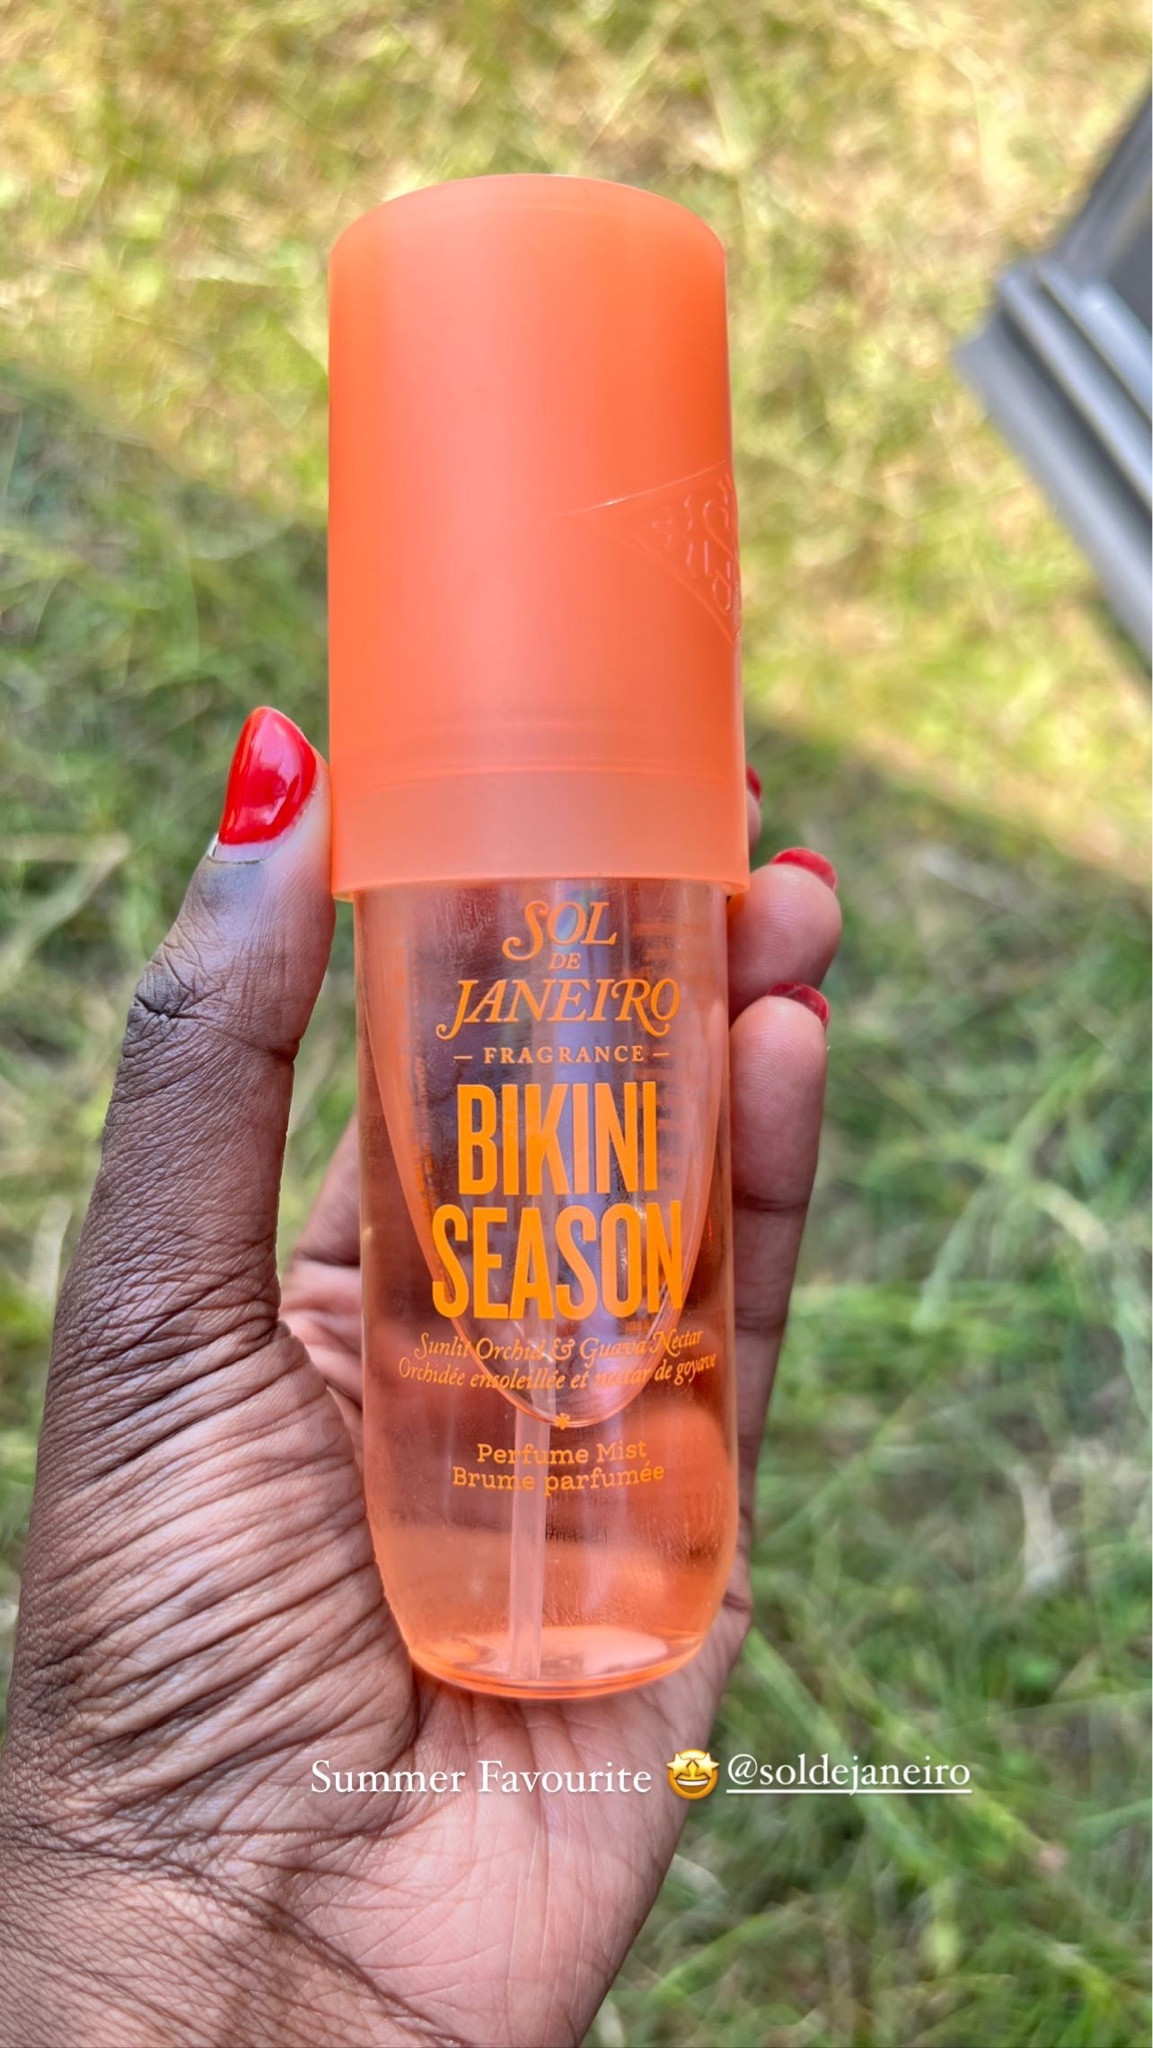 SOL
DE
JANEIRO
– FRAGRANCE –
BIKINI
SEASON
Sunlit Orchid & Guava Nectar
Orchidée ensoleillée et nectar de goyave
Perfume Mist
Brume parfumée
Summer Favourite 🤩 @soldejaneiro